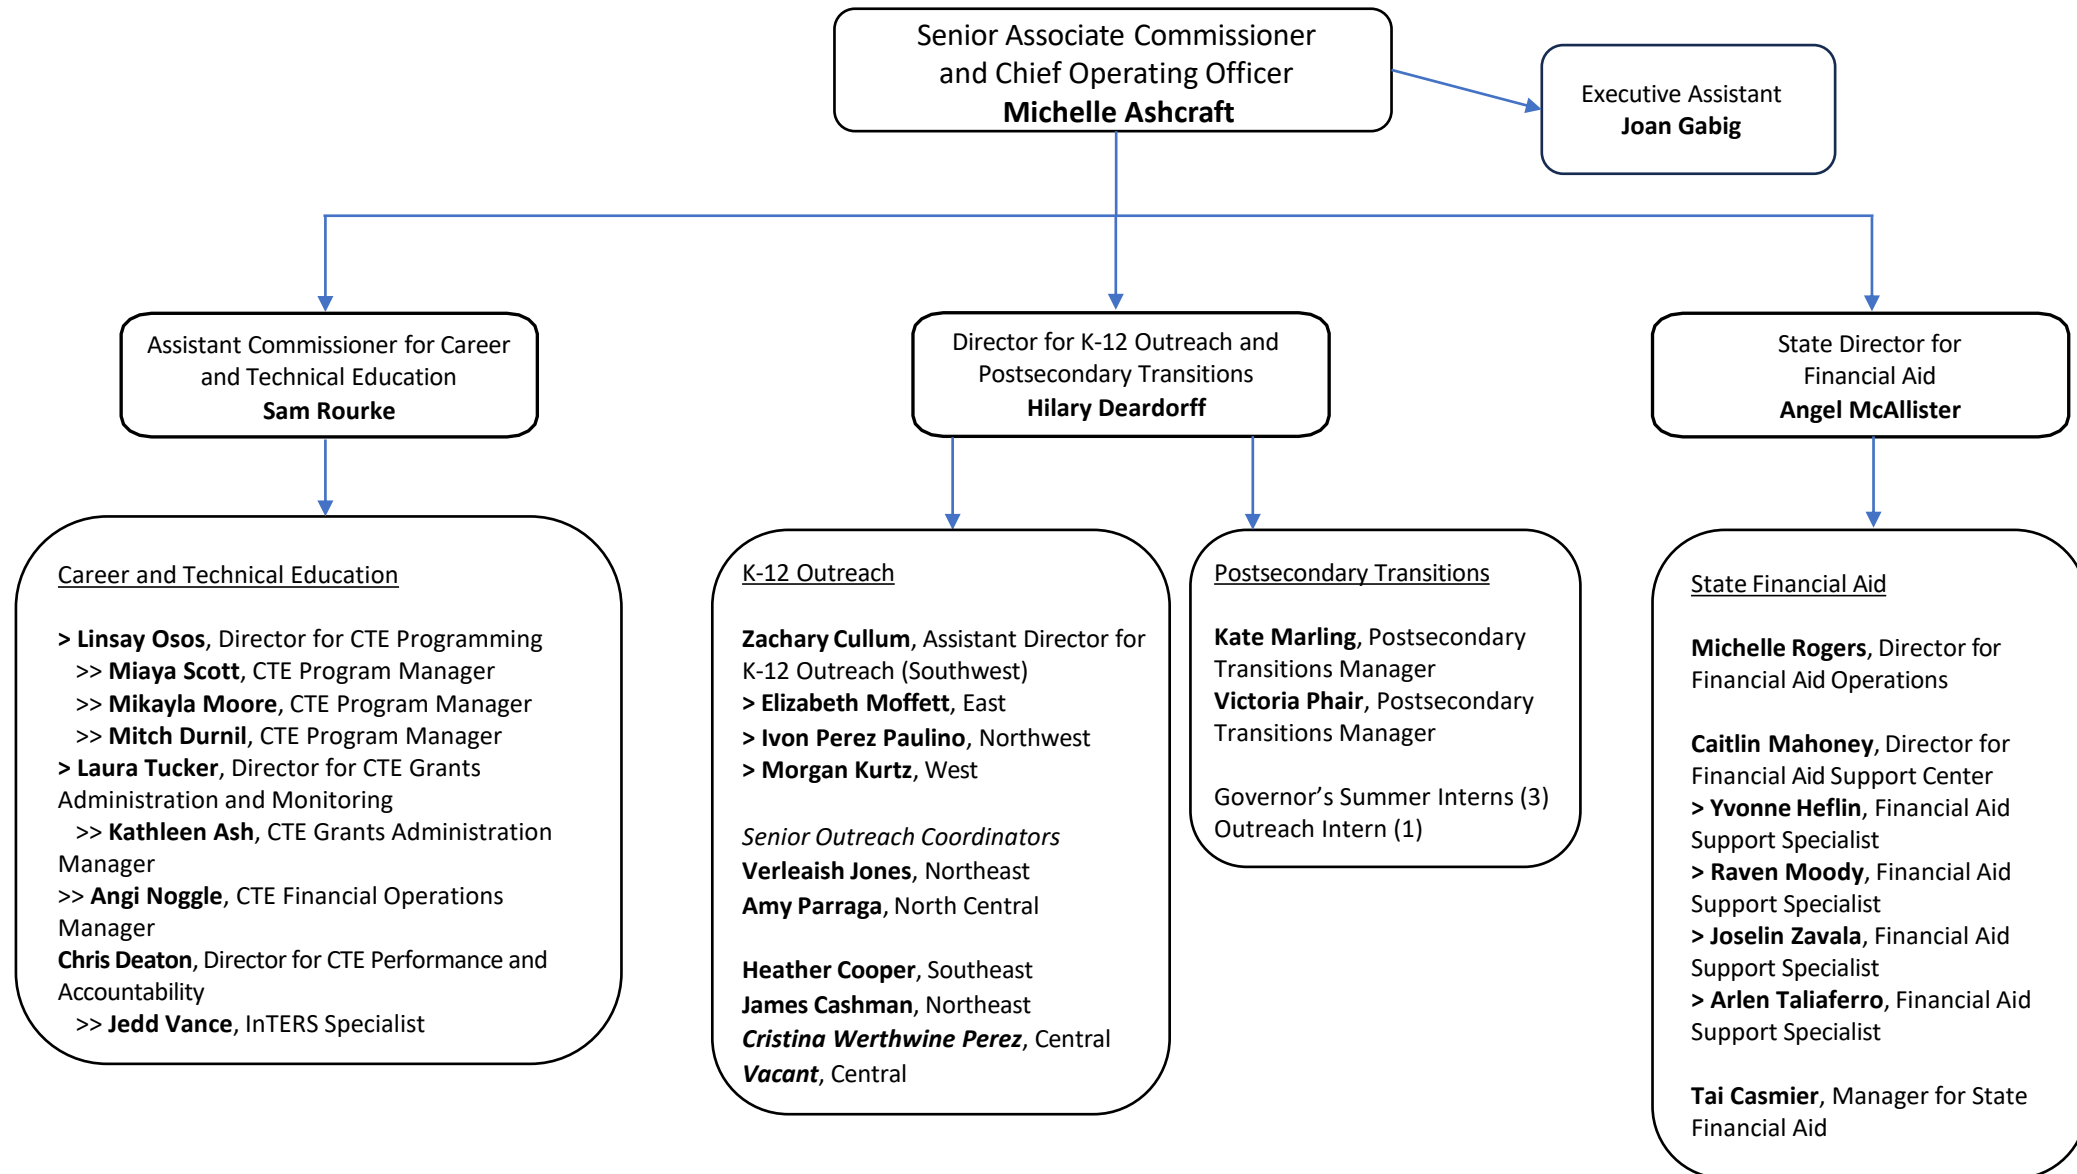 Senior Associate Commissioner
and Chief Operating Officer
Michelle Ashcraft
Executive Assistant
Joan Gabig
Assistant Commissioner for Career
and Technical Education
Sam Rourke
Director for K-12 Outreach and
Postsecondary Transitions
Hilary Deardorff
State Director for
Financial Aid
Angel McAllister
Career and Technical Education
> Linsay Osos, Director for CTE Programming
>> Miaya Scott, CTE Program Manager
>> Mikayla Moore, CTE Program Manager
>> Mitch Durnil, CTE Program Manager
> Laura Tucker, Director for CTE Grants
Administration and Monitoring
>> Kathleen Ash, CTE Grants Administration
Manager
>> Angi Noggle, CTE Financial Operations
Manager
Chris Deaton, Director for CTE Performance and
Accountability
>> Jedd Vance, InTERS Specialist
K-12 Outreach
Zachary Cullum, Assistant Director for
K-12 Outreach (Southwest)
> Elizabeth Moffett, East
> Ivon Perez Paulino, Northwest
> Morgan Kurtz, West
Senior Outreach Coordinators
Verleaish Jones, Northeast
Amy Parraga, North Central
Heather Cooper, Southeast
James Cashman, Northeast
Cristina Werthwine Perez, Central
Vacant, Central
Postsecondary Transitions
Kate Marling, Postsecondary
Transitions Manager
Victoria Phair, Postsecondary
Transitions Manager
Governor’s Summer Interns (3)
Outreach Intern (1)
State Financial Aid
Michelle Rogers, Director for
Financial Aid Operations
Caitlin Mahoney, Director for
Financial Aid Support Center
> Yvonne Heflin, Financial Aid
Support Specialist
> Raven Moody, Financial Aid
Support Specialist
> Joselin Zavala, Financial Aid
Support Specialist
> Arlen Taliaferro, Financial Aid
Support Specialist
Tai Casmier, Manager for State
Financial Aid